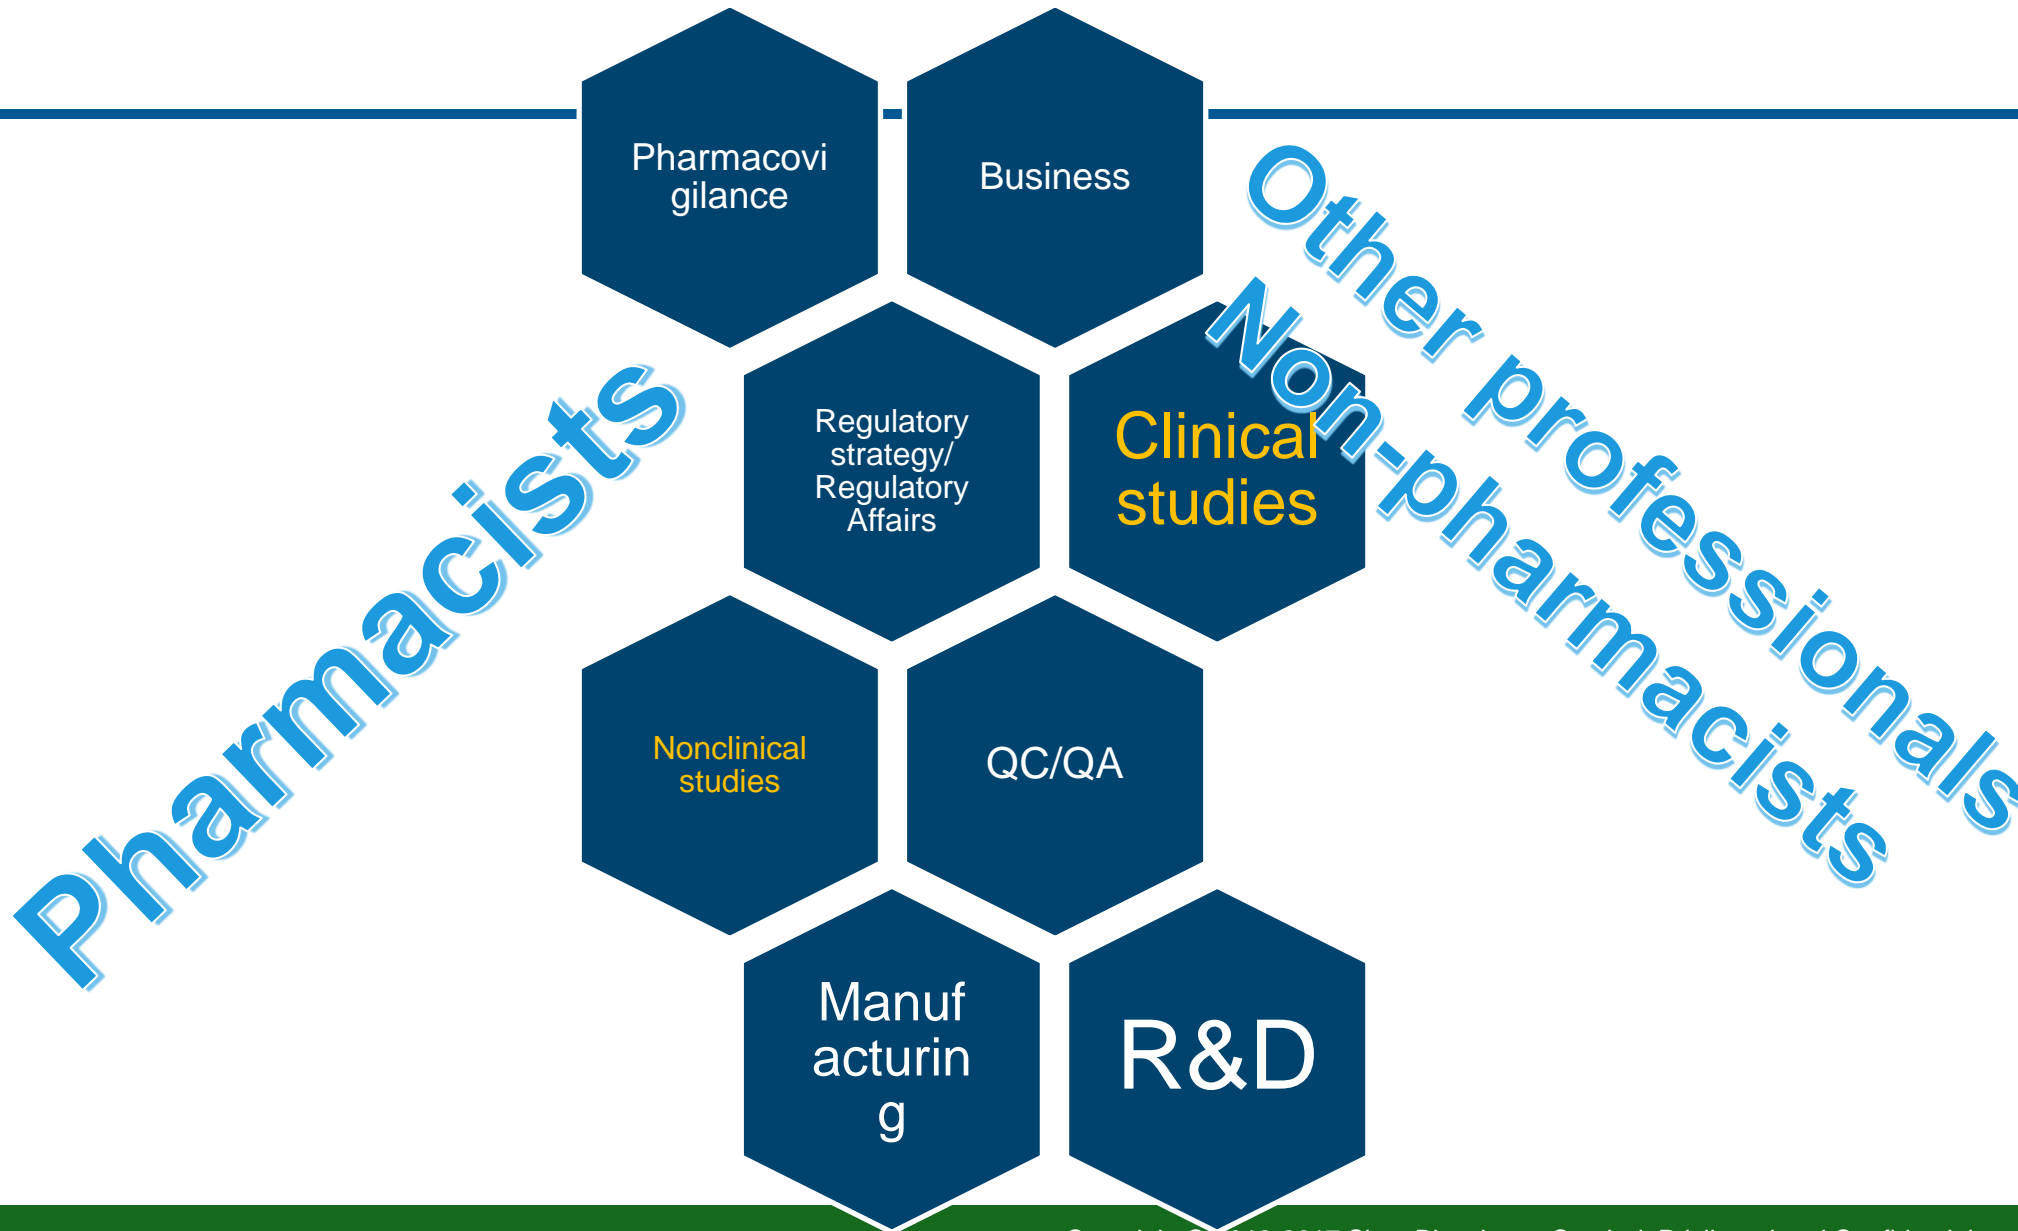 Pharmacovi
gilance
Business
Other professionals
Non-pharmacists
Pharmacists
Regulatory
strategy/
Regulatory
Affairs
Clinical
studies
Nonclinical
studies
QC/QA
Manuf
acturin
g
R&D